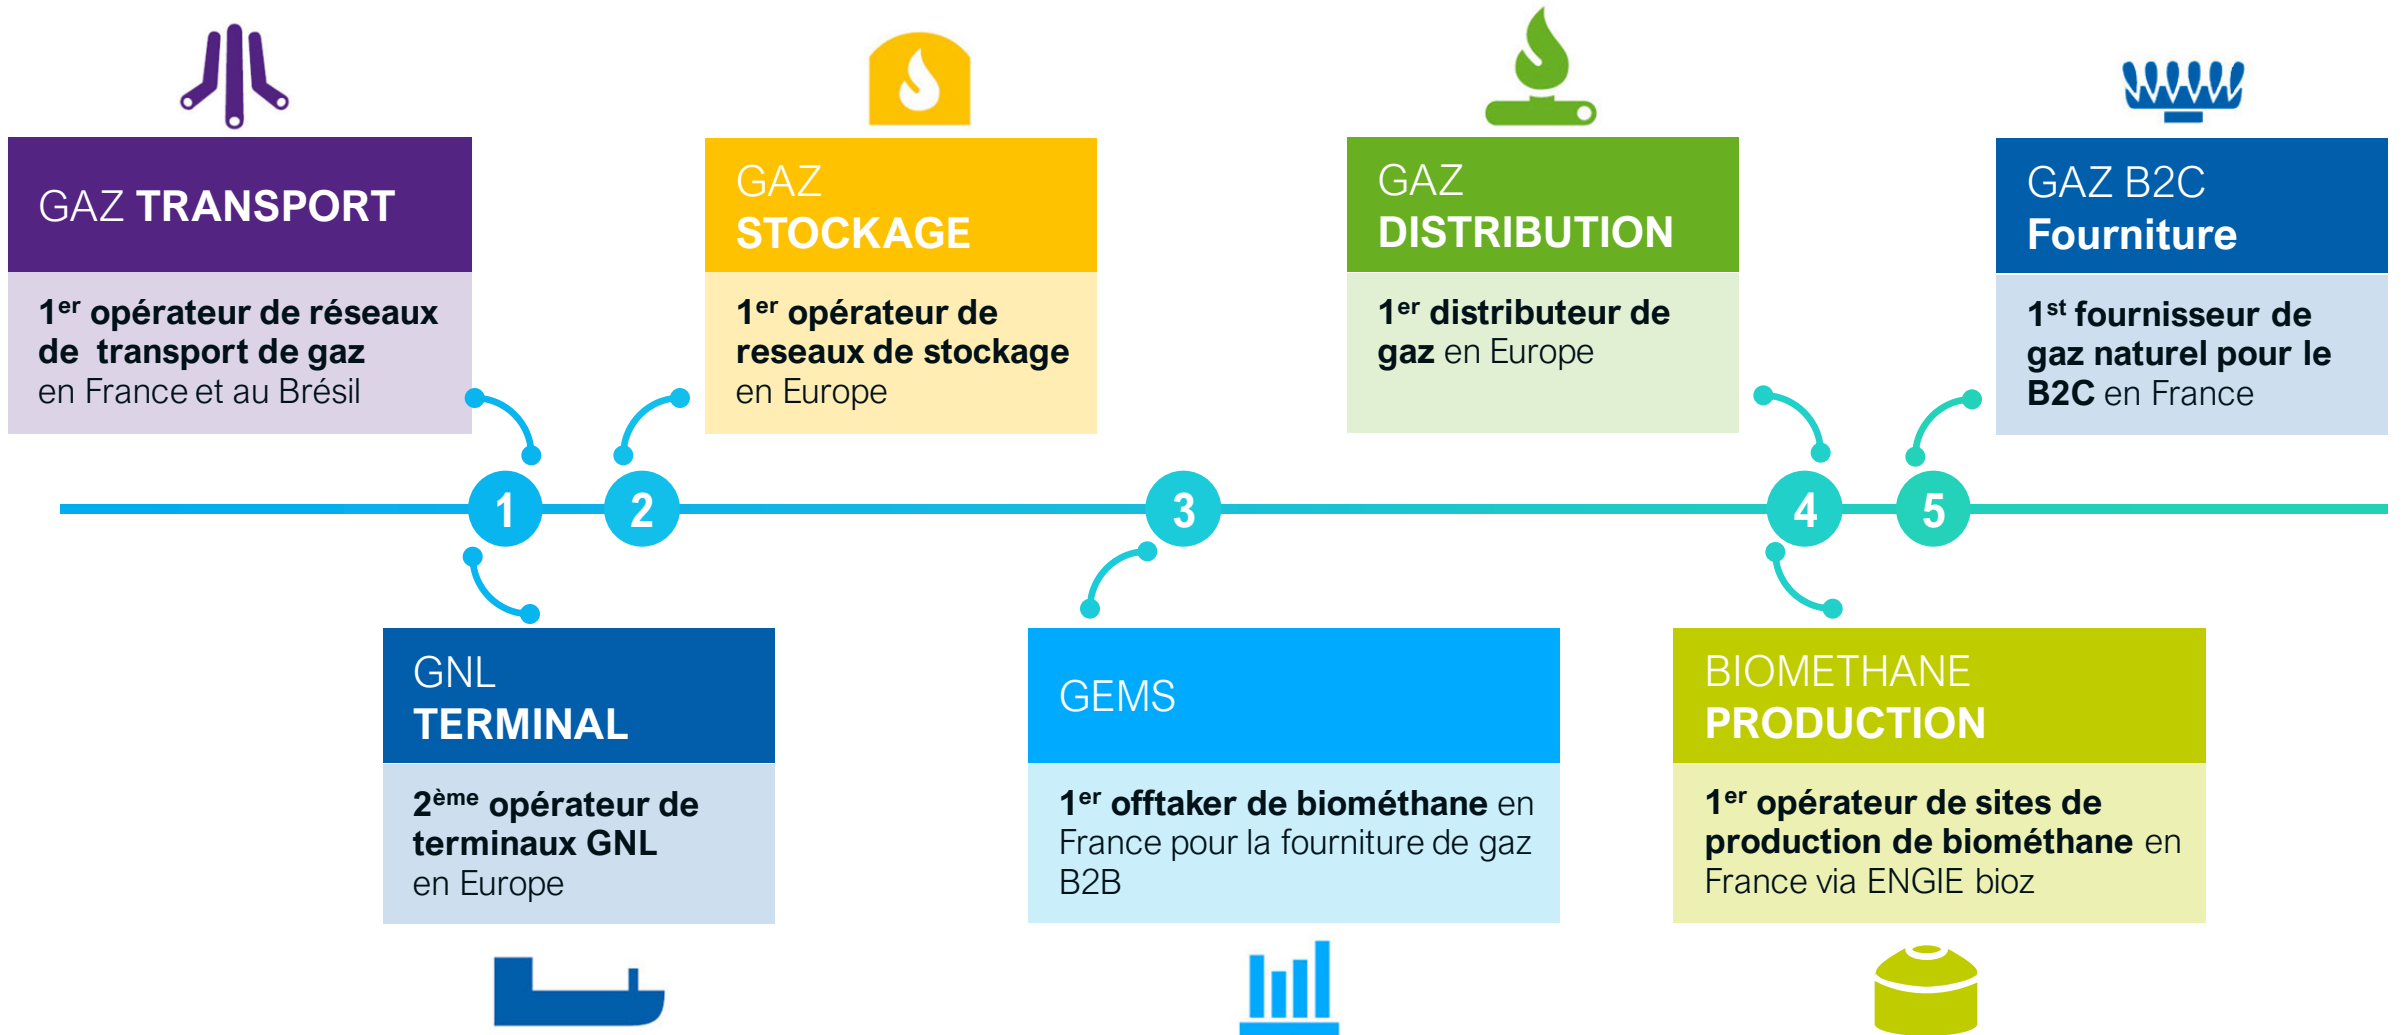 GAZ TRANSPORT
1er opérateur de réseaux
de transport de gaz
en France et au Brésil
GAZ
STOCKAGE
1er opérateur de
reseaux de stockage
en Europe
GAZ
DISTRIBUTION
1er distributeur de
gaz en Europe
GAZ B2C
Fourniture
1st fournisseur de
gaz naturel pour le
B2C en France
1
2
3
4
5
GNL
TERMINAL
2ème opérateur de
terminaux GNL
en Europe
GEMS
1er offtaker de biométhane en
France pour la fourniture de gaz
B2B
BIOMETHANE
PRODUCTION
1er opérateur de sites de
production de biométhane en
France via ENGIE bioz